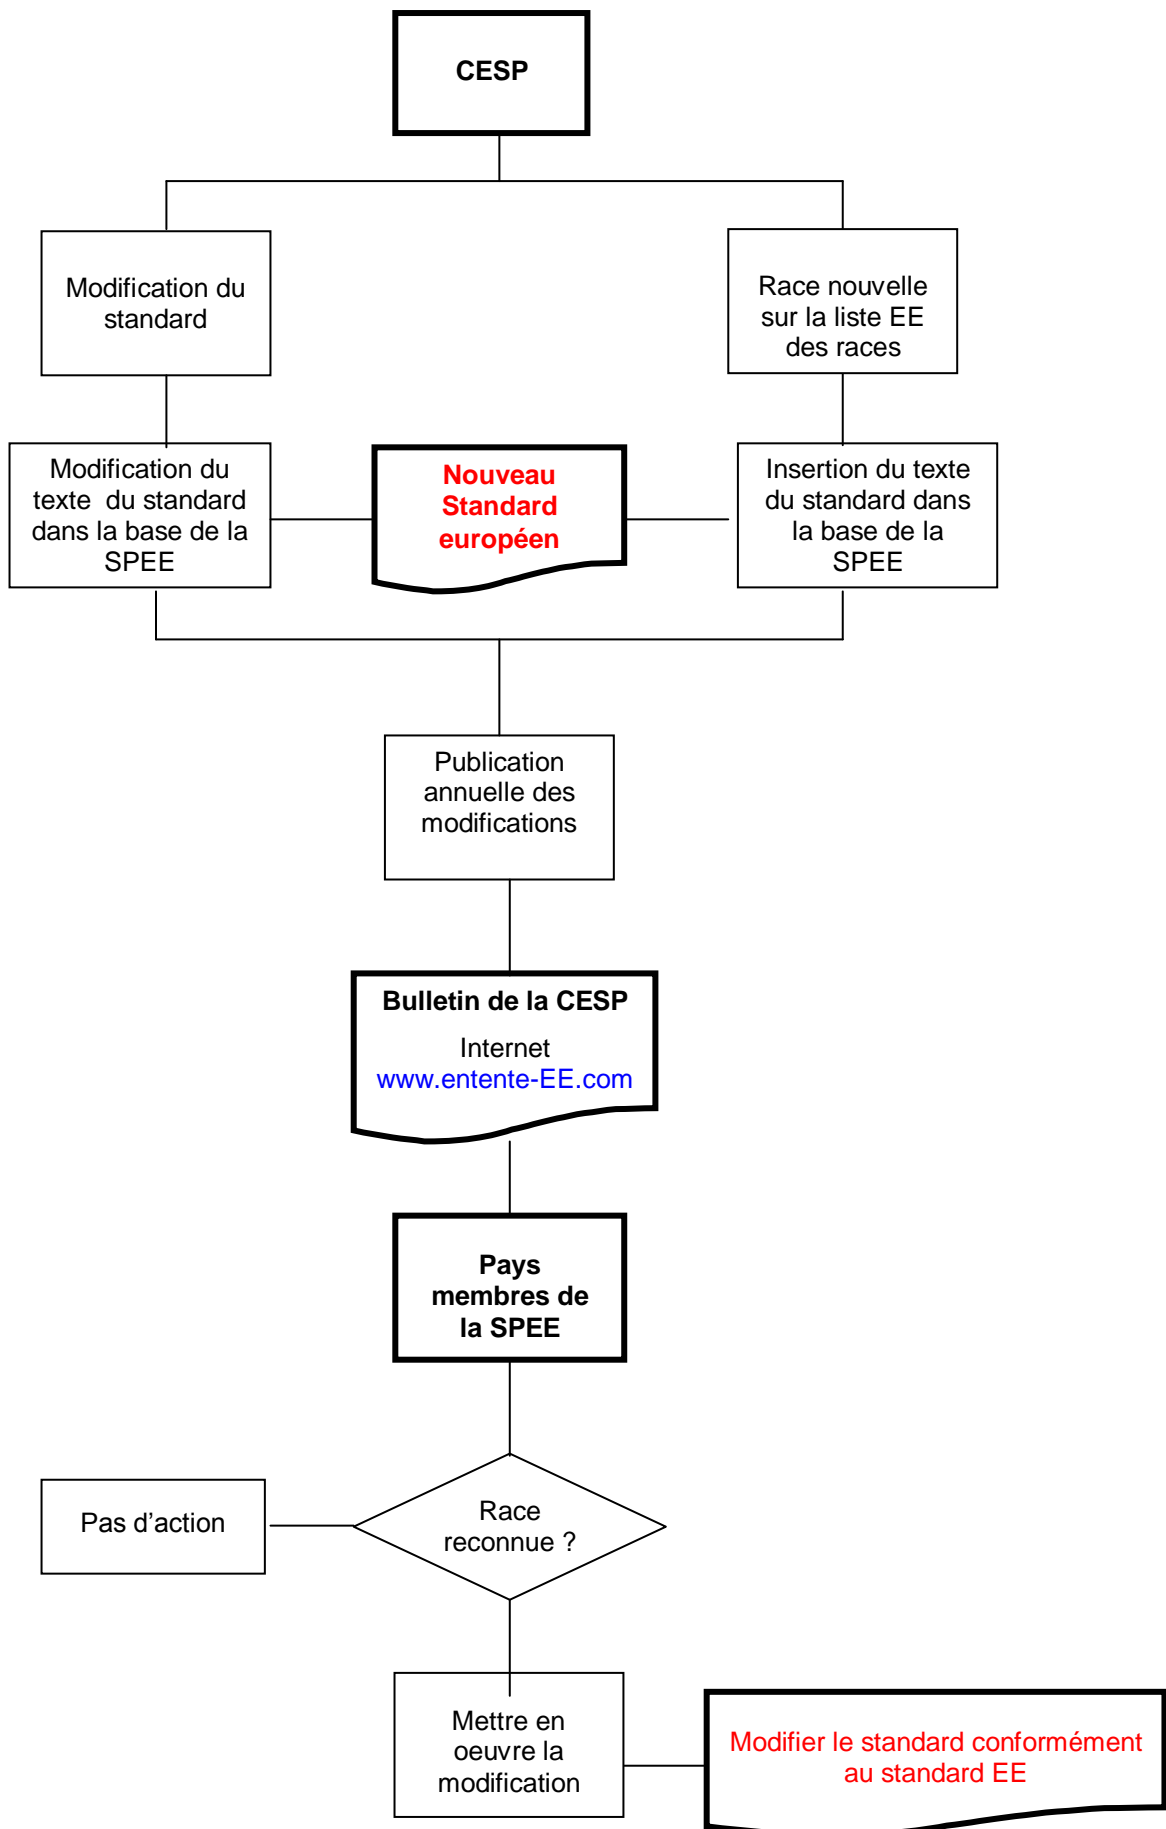 CESP
Modification du
standard
Race nouvelle
sur la liste EE
des races
Modification du
texte  du standard
dans la base de la
SPEE
Nouveau
Standard
européen
Insertion du texte
du standard dans
la base de la
SPEE
Publication
annuelle des
modifications
Bulletin de la CESP
Internet
www.entente-EE.com
Pays
membres de
la SPEE
Pas d'action
Race
reconnue ?
Mettre en
oeuvre la
modification
Modifier le standard conformément
au standard EE